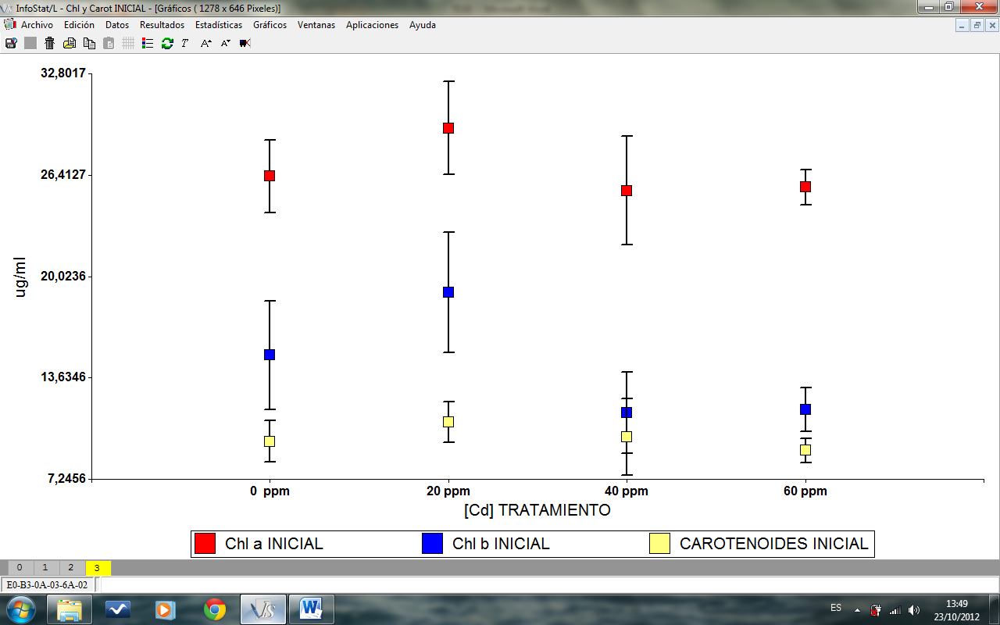 InfoStat/L - Chl y Carot INICIAL - [Gráficos ( 1278 x 646 Pixeles)]
Archivo Edición Datos Resultados Estadísticas Gráficos Ventanas Aplicaciones Ayuda
32,8017
26,4127
20,0236
13,6346
7,2456
ug/ml
0 ppm 20 ppm 40 ppm 60 ppm
[Cd] TRATAMIENTO
Chl a INICIAL Chl b INICIAL CAROTENOIDES INICIAL
0 1 2 3
E0-B3-0A-03-6A-02
ES 13:49
23/10/2012